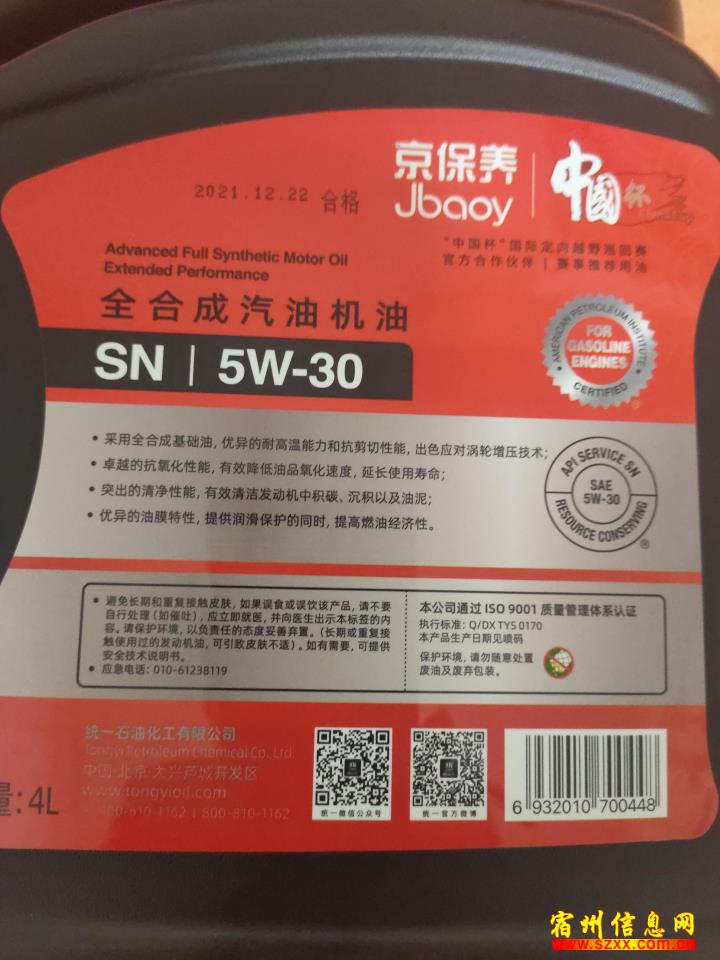 2021.12.22 合格
京保养
Jbaoy
中国杯
"中国杯"国际定向越野巡回赛
官方合作伙伴 | 赛事推荐用油
Advanced Full Synthetic Motor Oil
Extended Performance
全合成汽油机油
SN | 5W-30
AMERICAN PETROLEUM INSTITUTE
FOR
GASOLINE
ENGINES
CERTIFIED
• 采用全合成基础油,优异的耐高温能力和抗剪切性能,出色应对涡轮增压技术;
• 卓越的抗氧化性能,有效降低油品氧化速度,延长使用寿命;
• 突出的清净性能,有效清洁发动机中积碳、沉积以及油泥;
• 优异的油膜特性,提供润滑保护的同时,提高燃油经济性。
API SERVICE SN
SAE
5W-30
RESOURCE CONSERVING
®
• 避免长期和重复接触皮肤,如果误食或误饮该产品,请不要
自行处理(如催吐),应立即就医,并向医生出示本标签的内
容。请保护环境,以负责任的态度妥善弃置。(长期或重复接
触使用过的发动机油,可引致皮肤不适)。如有需要,可提供
安全技术说明书。
• 应急电话:010-61238119
本公司通过 ISO 9001 质量管理体系认证
执行标准:Q/DX TYS 0170
本产品生产日期见喷码
保护环境,请勿随意处置
废油及废弃包装。
统一石油化工有限公司
Tongyi Petroleum Chemical Co., Ltd.
中国·北京·大兴芦城开发区
www.tongyioil.com
400-810-1162 | 800-810-1162
量:4L
统一微信公众号
统一官方微博
6 932010 700448
宿州信息网
www.szxx.com.cn